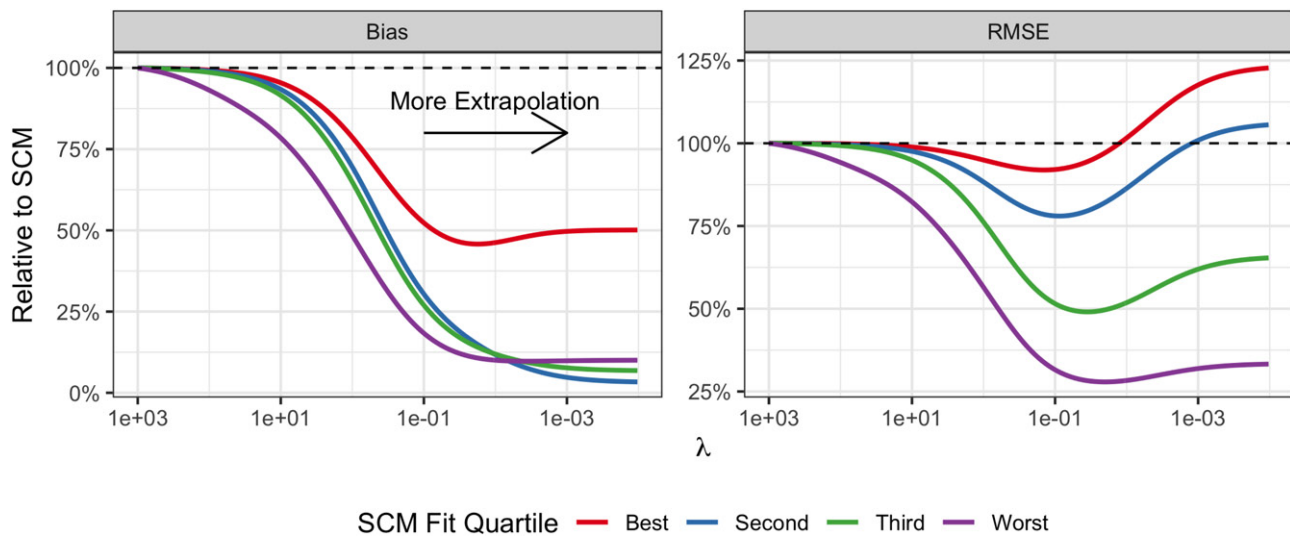 Bias
RMSE
Relative to SCM
100%
75%
50%
25%
0%
More Extrapolation
125%
100%
75%
50%
25%
1e+03 1e+01 1e-01 1e-03
1e+03 1e+01 1e-01 1e-03
λ
SCM Fit Quartile Best Second Third Worst